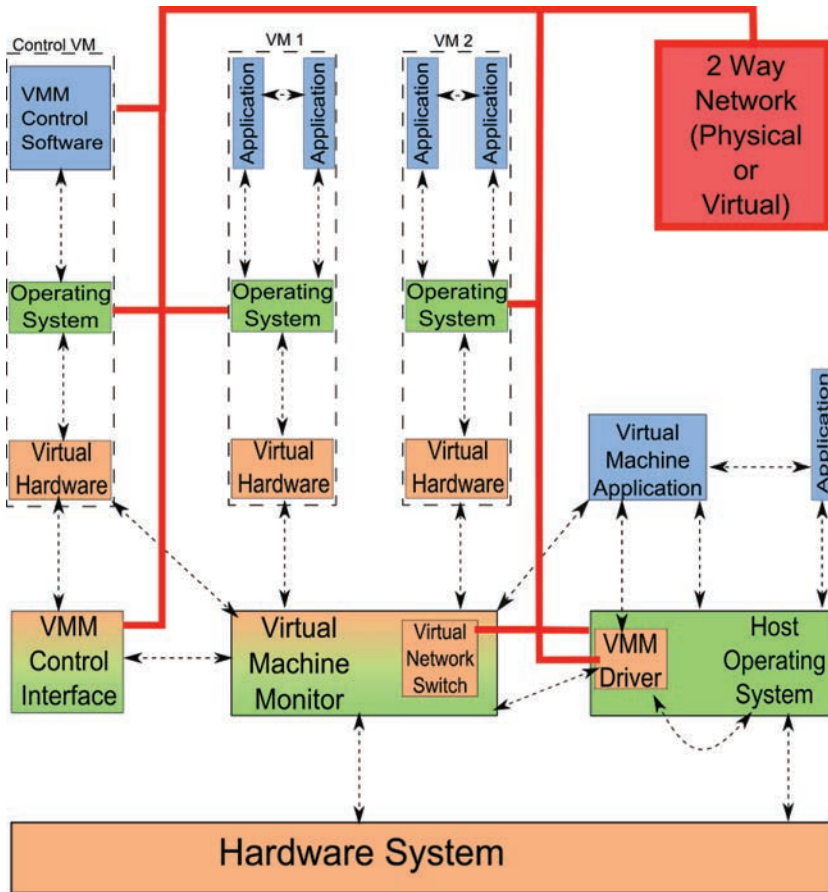 Control VM
VM 1
VM 2
VMM
Control
Software
Application
Application
Application
Application
2 Way
Network
(Physical
or
Virtual)
Operating
System
Operating
System
Operating
System
Virtual
Hardware
Virtual
Hardware
Virtual
Hardware
Virtual
Machine
Application
Application
VMM
Control
Interface
Virtual
Machine
Monitor
Virtual
Network
Switch
VMM
Driver
Host
Operating
System
Hardware System